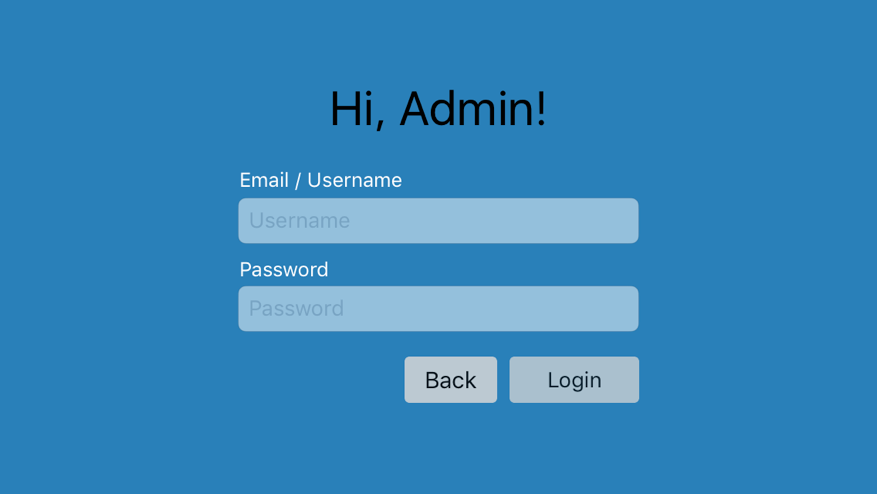 Hi, Admin!
Email / Username
Username
Password
Password
Back Login